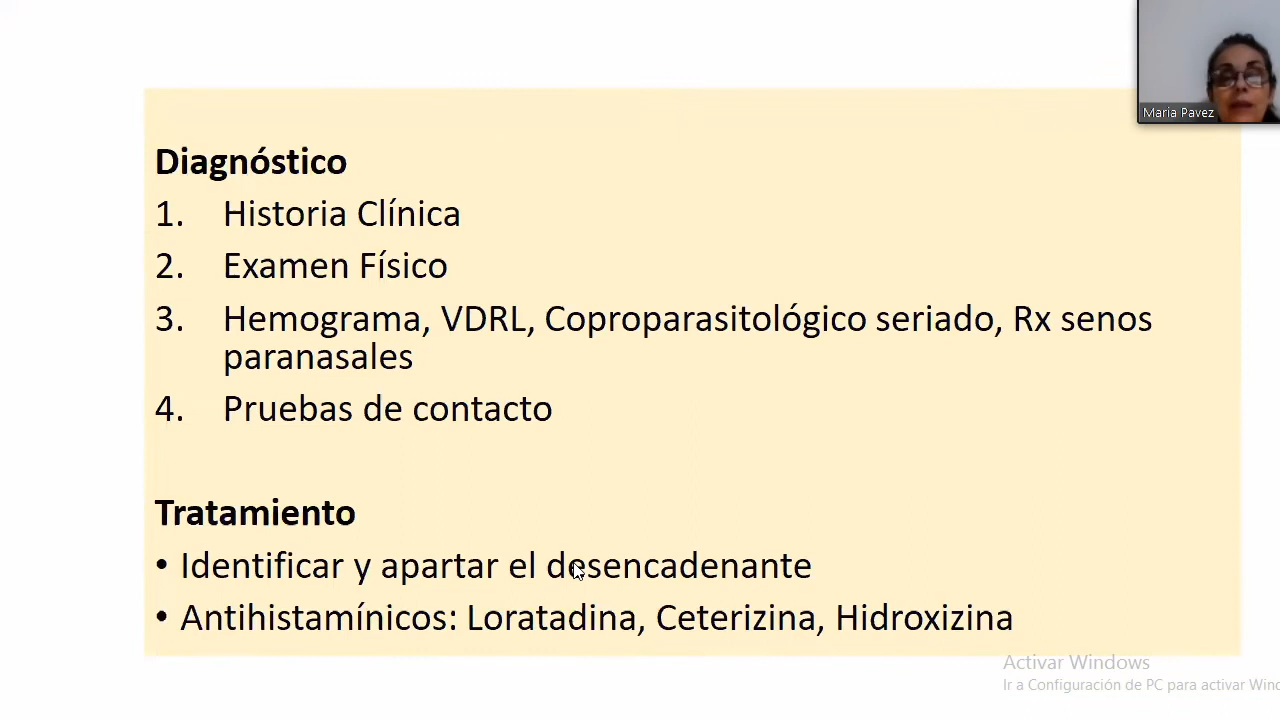 Maria Pavez
Diagnóstico
1. Historia Clínica
2. Examen Físico
3. Hemograma, VDRL, Coproparasitológico seriado, Rx senos
paranasales
4. Pruebas de contacto
Tratamiento
• Identificar y apartar el desencadenante
• Antihistamínicos: Loratadina, Ceterizina, Hidroxizina
Activar Windows
Ir a Configuración de PC para activar Wind